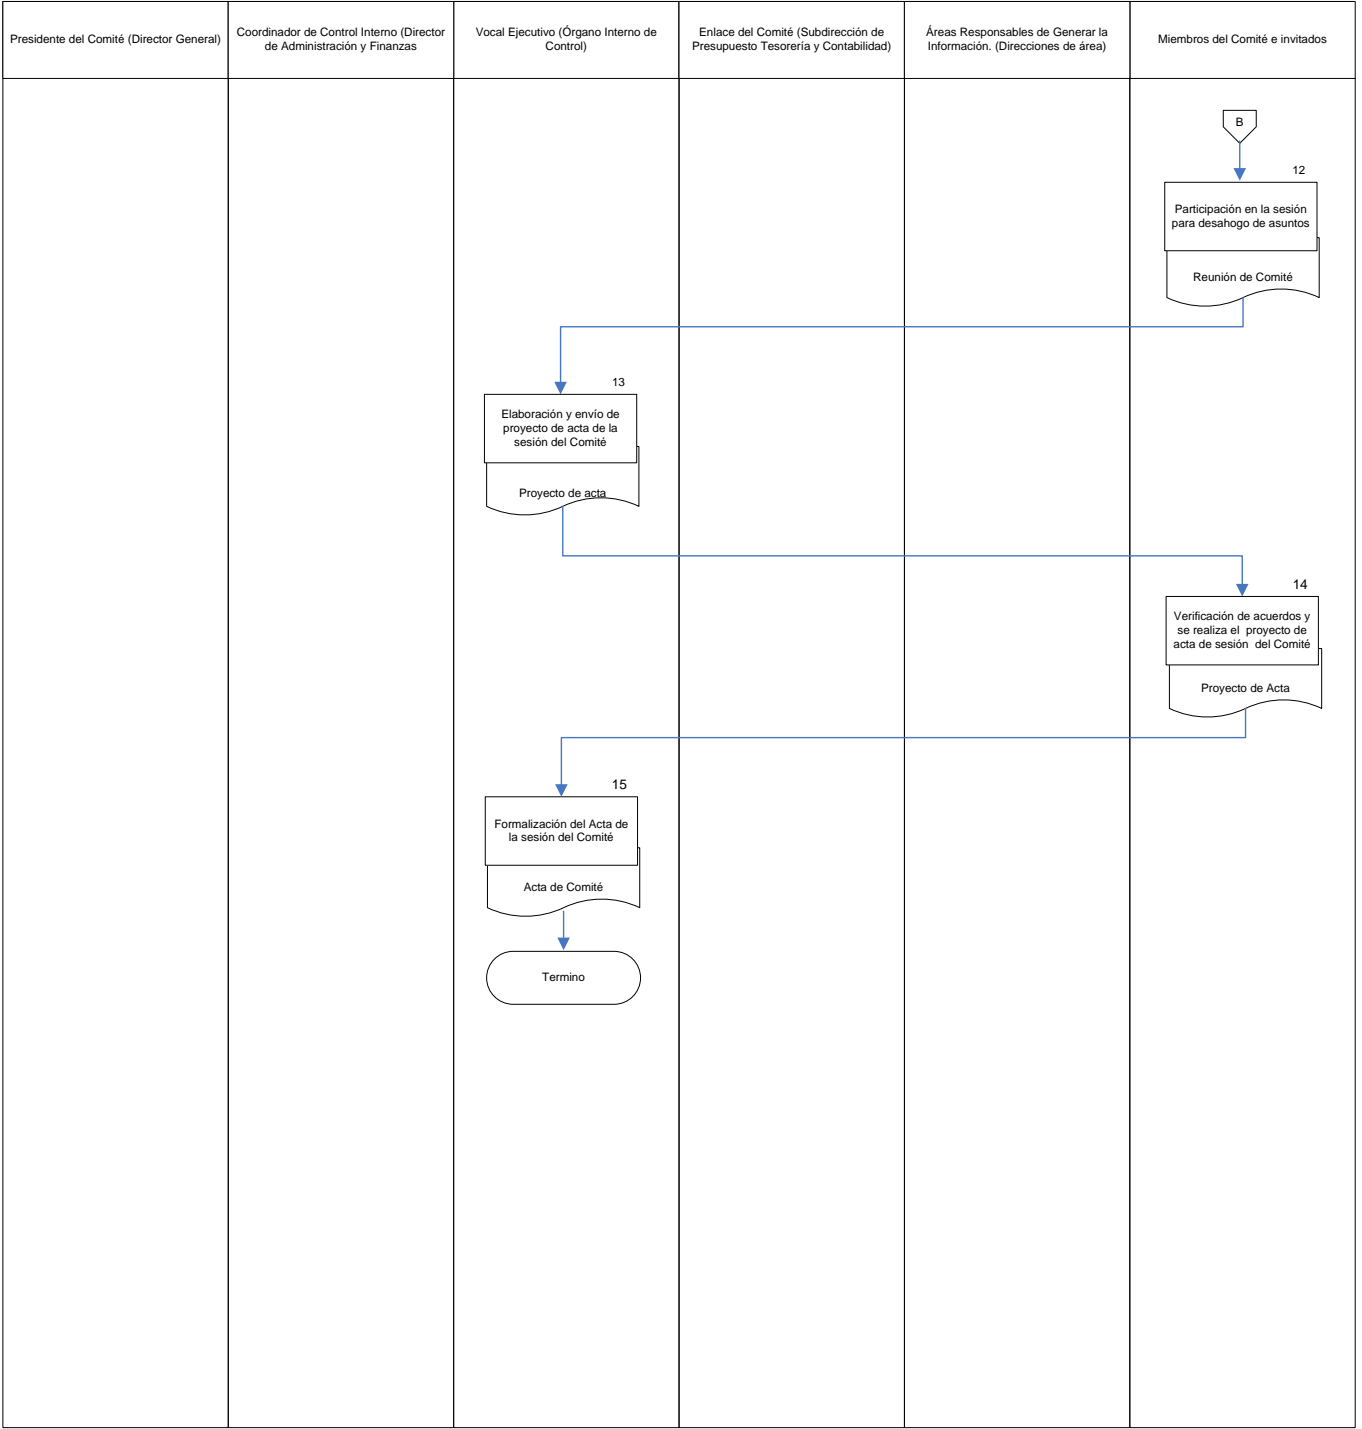 Presidente del Comité (Director General)
Coordinador de Control Interno (Director
de Administración y Finanzas
Vocal Ejecutivo (Órgano Interno de
Control)
Enlace del Comité (Subdirección de
Presupuesto Tesorería y Contabilidad)
Áreas Responsables de Generar la
Información. (Direcciones de área)
Miembros del Comité e invitados
B
12
Participación en la sesión
para desahogo de asuntos
Reunión de Comité
13
Elaboración y envío de
proyecto de acta de la
sesión del Comité
Proyecto de acta
14
Verificación de acuerdos y
se realiza el proyecto de
acta de sesión del Comité
Proyecto de Acta
15
Formalización del Acta de
la sesión del Comité
Acta de Comité
Termino